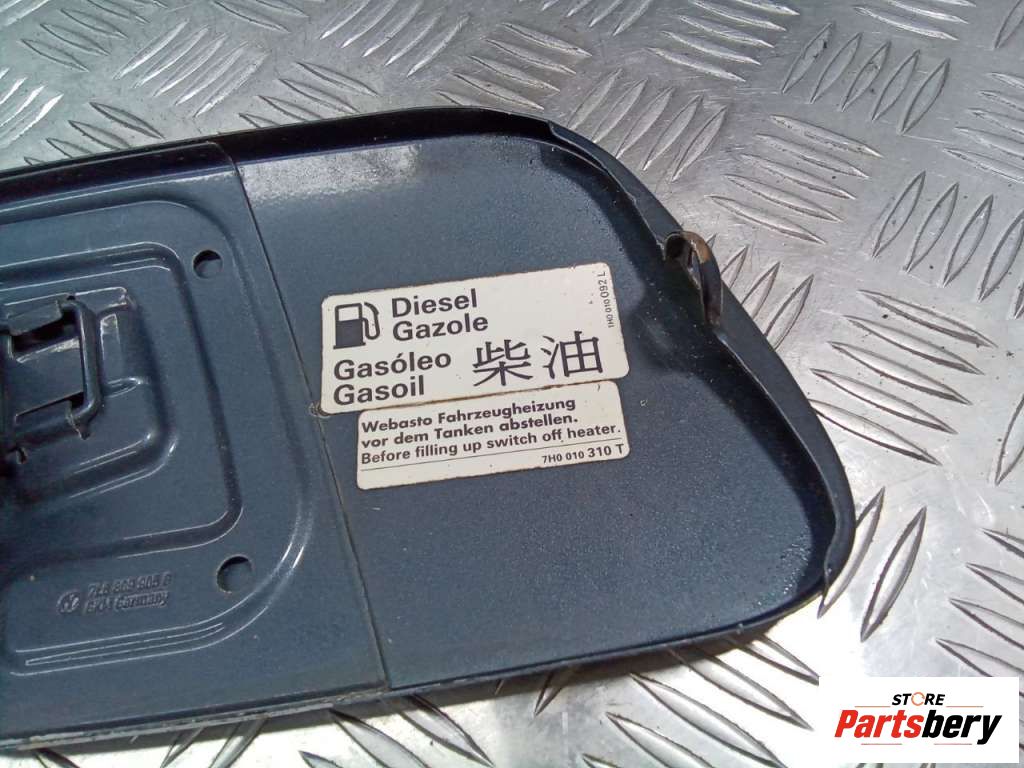 Diesel
Gazole
Gasóleo
Gasoil
柴油
1H0 010 092 L
Webasto Fahrzeugheizung
vor dem Tanken abstellen.
Before filling up switch off heater.
7H0 010 310 T
Germany
STORE
Partsbery